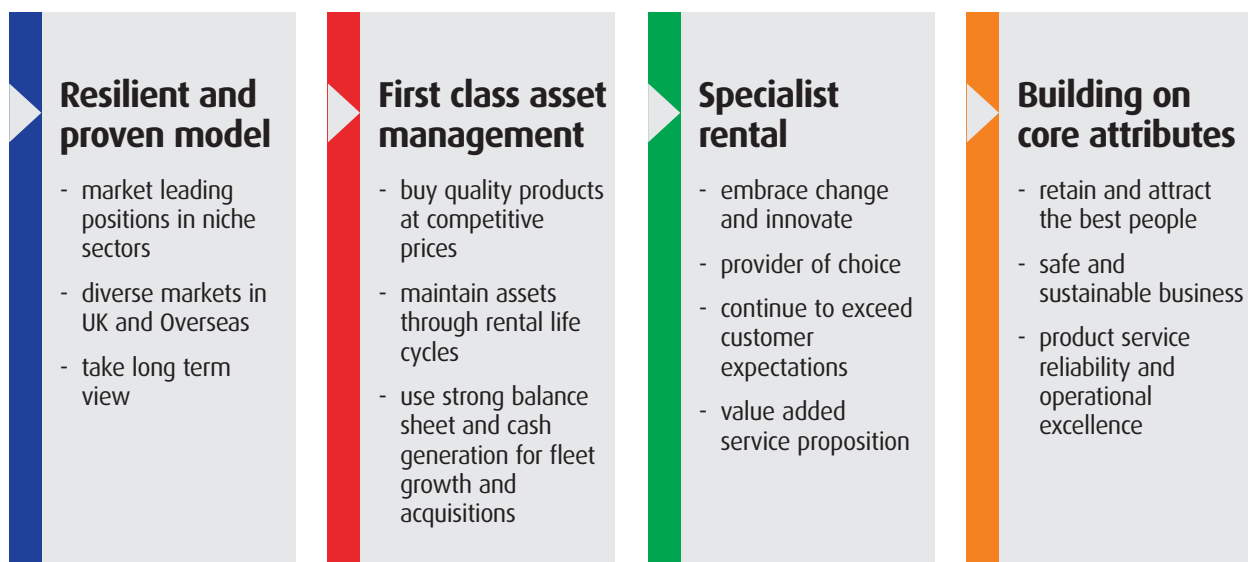 Resilient and
proven model
- market leading
positions in niche
sectors
- diverse markets in
UK and Overseas
- take long term
view
First class asset
management
- buy quality products
at competitive
prices
- maintain assets
through rental life
cycles
- use strong balance
sheet and cash
generation for fleet
growth and
acquisitions
Specialist
rental
- embrace change
and innovate
- provider of choice
- continue to exceed
customer
expectations
- value added
service proposition
Building on
core attributes
- retain and attract
the best people
- safe and
sustainable business
- product service
reliability and
operational
excellence